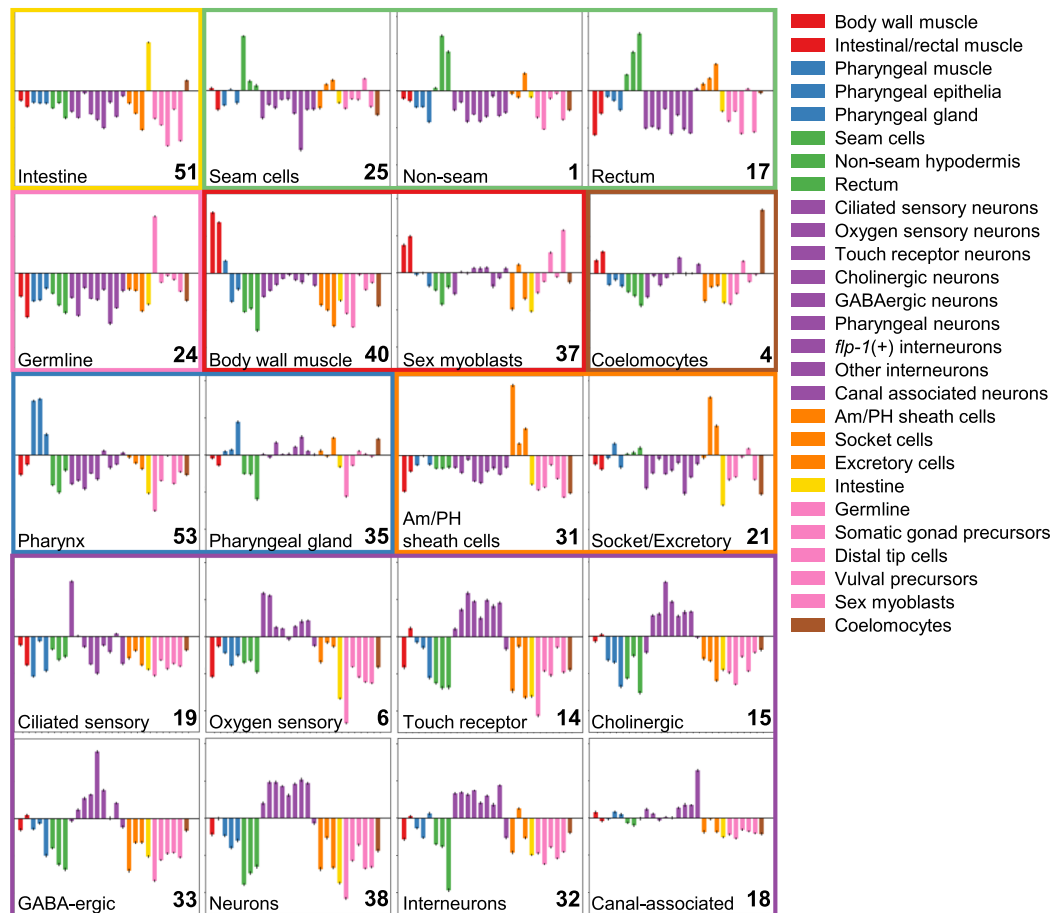 Intestine 51
Seam cells 25
Non-seam 1
Rectum 17
Germline 24
Body wall muscle 40
Sex myoblasts 37
Coelomocytes 4
Pharynx 53
Pharyngeal gland 35
Am/PH
sheath cells 31
Socket/Excretory 21
Ciliated sensory 19
Oxygen sensory 6
Touch receptor 14
Cholinergic 15
GABA-ergic 33
Neurons 38
Interneurons 32
Canal-associated 18
Body wall muscle
Intestinal/rectal muscle
Pharyngeal muscle
Pharyngeal epithelia
Pharyngeal gland
Seam cells
Non-seam hypodermis
Rectum
Ciliated sensory neurons
Oxygen sensory neurons
Touch receptor neurons
Cholinergic neurons
GABAergic neurons
Pharyngeal neurons
flp-1(+) interneurons
Other interneurons
Canal associated neurons
Am/PH sheath cells
Socket cells
Excretory cells
Intestine
Germline
Somatic gonad precursors
Distal tip cells
Vulval precursors
Sex myoblasts
Coelomocytes